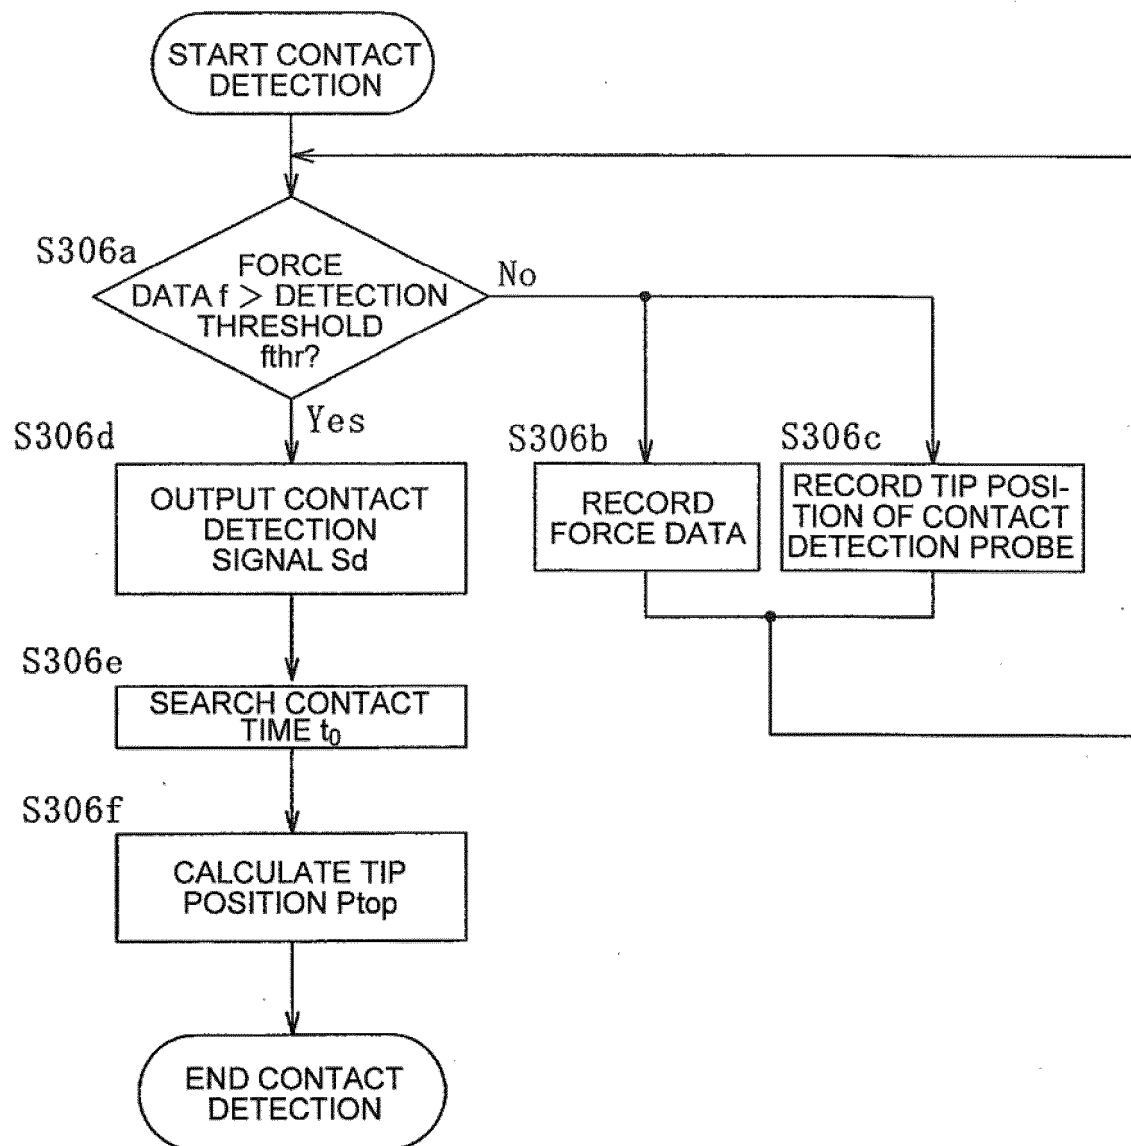 START CONTACT
DETECTION
S306a
FORCE
DATA f > DETECTION
THRESHOLD
fthr?
No
Yes
S306d
OUTPUT CONTACT
DETECTION
SIGNAL Sd
S306b
RECORD
FORCE DATA
S306c
RECORD TIP POSI-
TION OF CONTACT
DETECTION PROBE
S306e
SEARCH CONTACT
TIME t₀
S306f
CALCULATE TIP
POSITION Ptop
END CONTACT
DETECTION